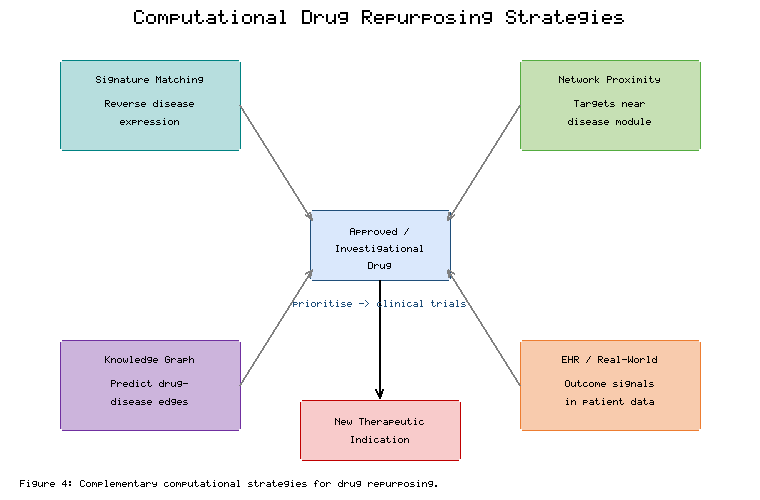 Computational Drug Repurposing Strategies
Signature Matching
Reverse disease
expression
Network Proximity
Targets near
disease module
Approved /
Investigational
Drug
prioritise -> clinical trials
Knowledge Graph
Predict drug-
disease edges
EHR / Real-World
Outcome signals
in patient data
New Therapeutic
Indication
Figure 4: Complementary computational strategies for drug repurposing.